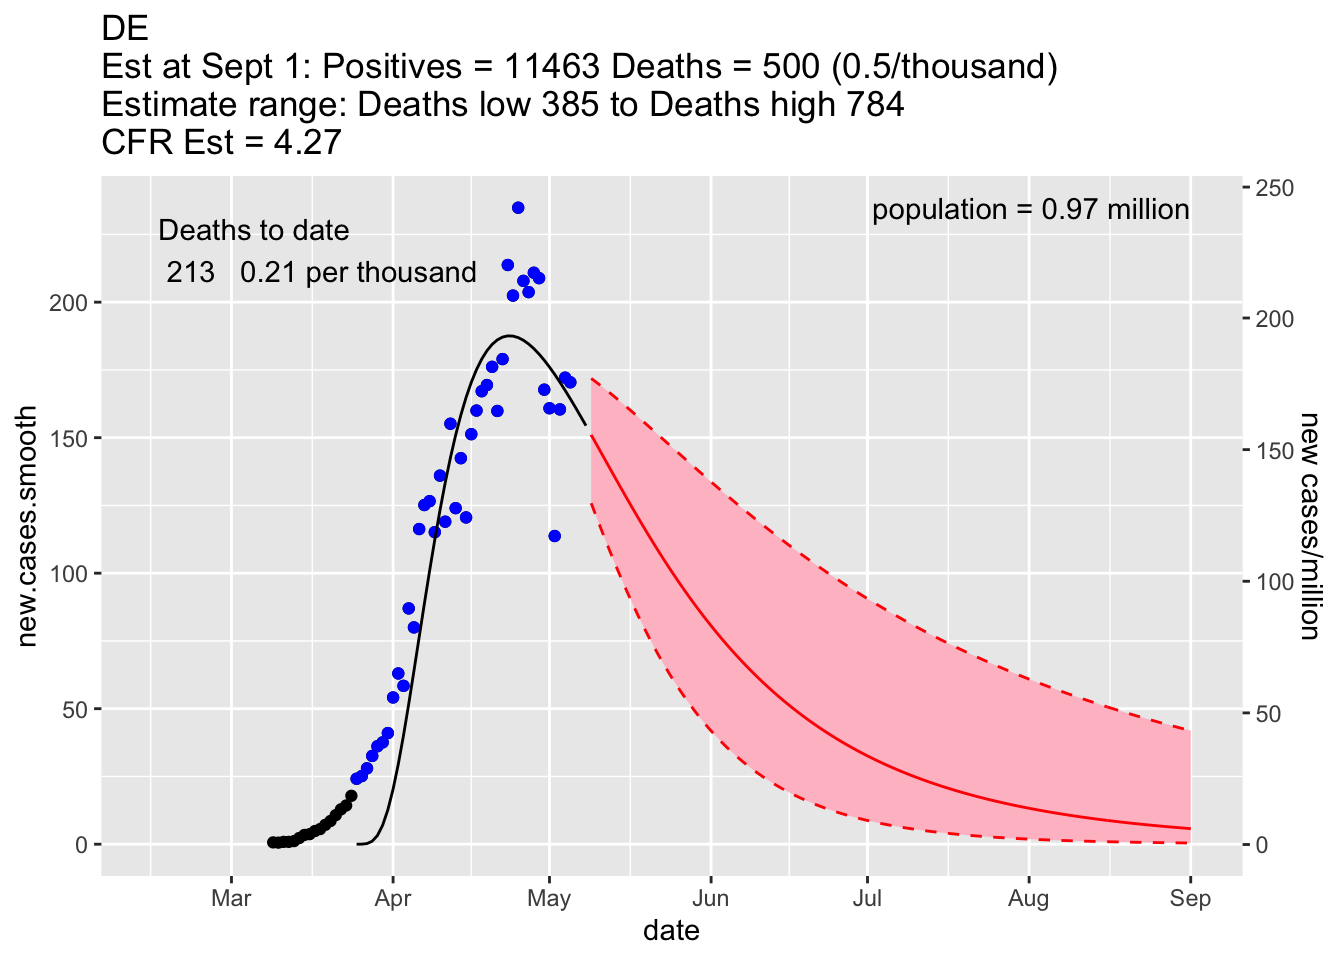 DE
Est at Sept 1: Positives = 11463 Deaths = 500 (0.5/thousand)
Estimate range: Deaths low 385 to Deaths high 784
CFR Est = 4.27
Deaths to date
213 0.21 per thousand
population = 0.97 million
new.cases.smooth
200
150
100
50
0
250
200
150
100
50
0
new cases/million
Mar Apr May Jun Jul Aug Sep
date